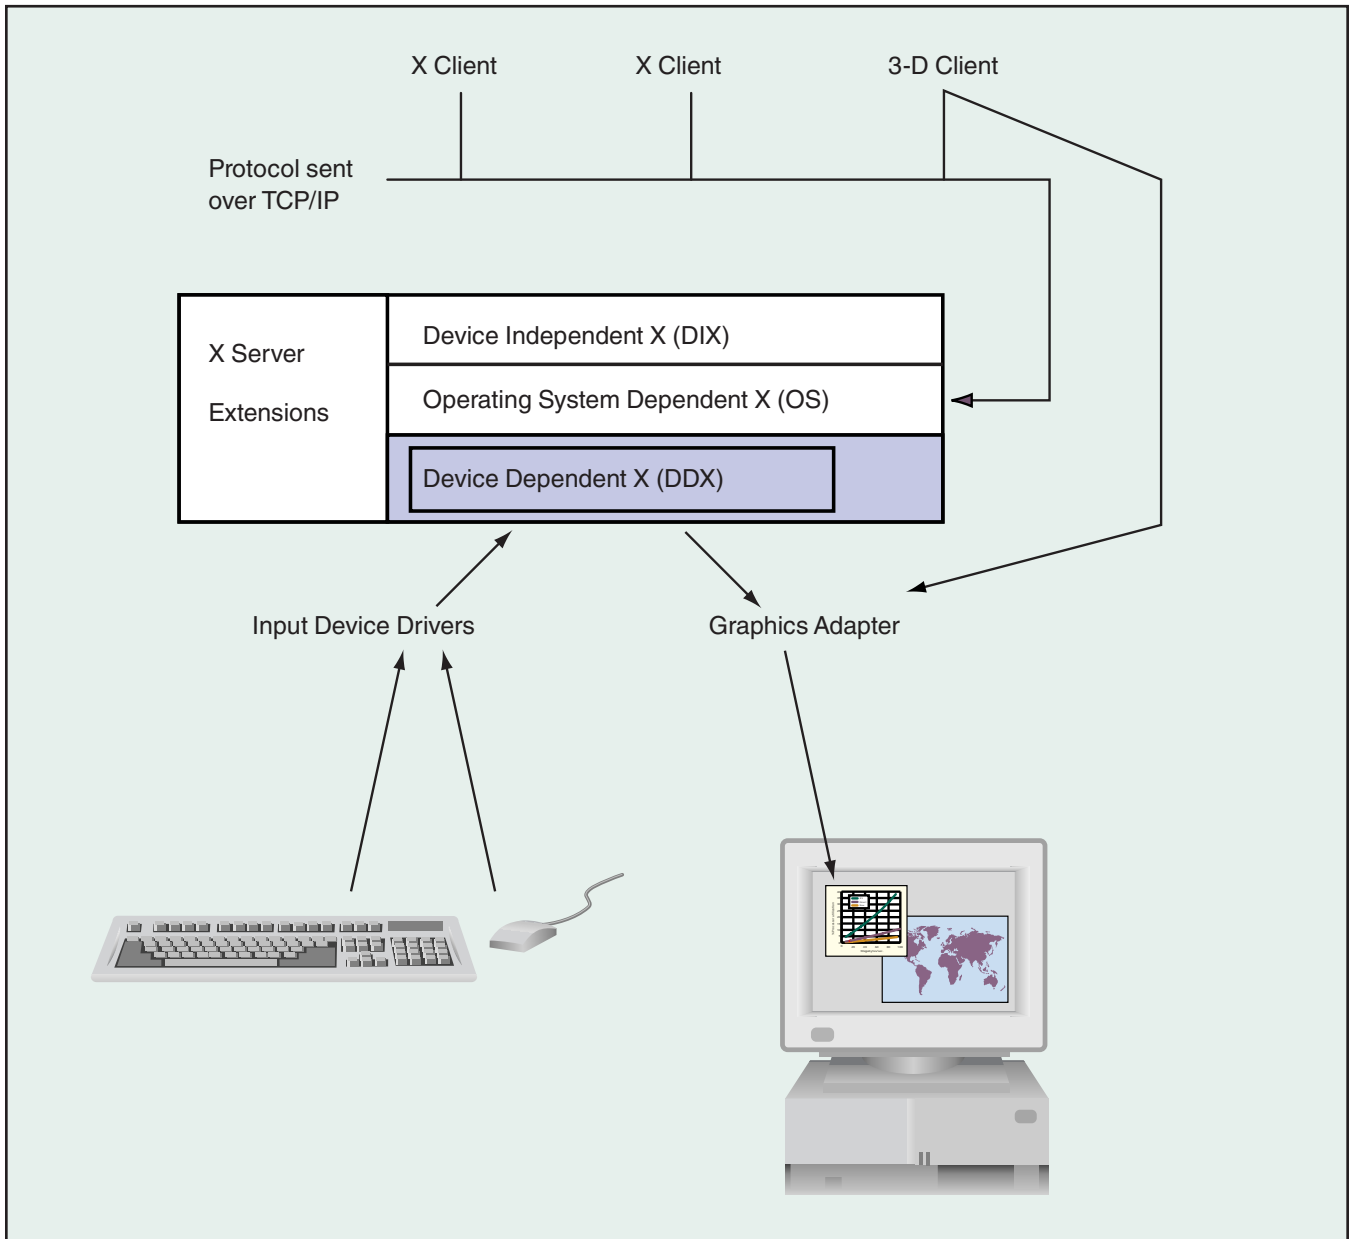 X Client
X Client
3-D Client
Protocol sent
over TCP/IP
X Server
Extensions
Device Independent X (DIX)
Operating System Dependent X (OS)
Device Dependent X (DDX)
Input Device Drivers
Graphics Adapter